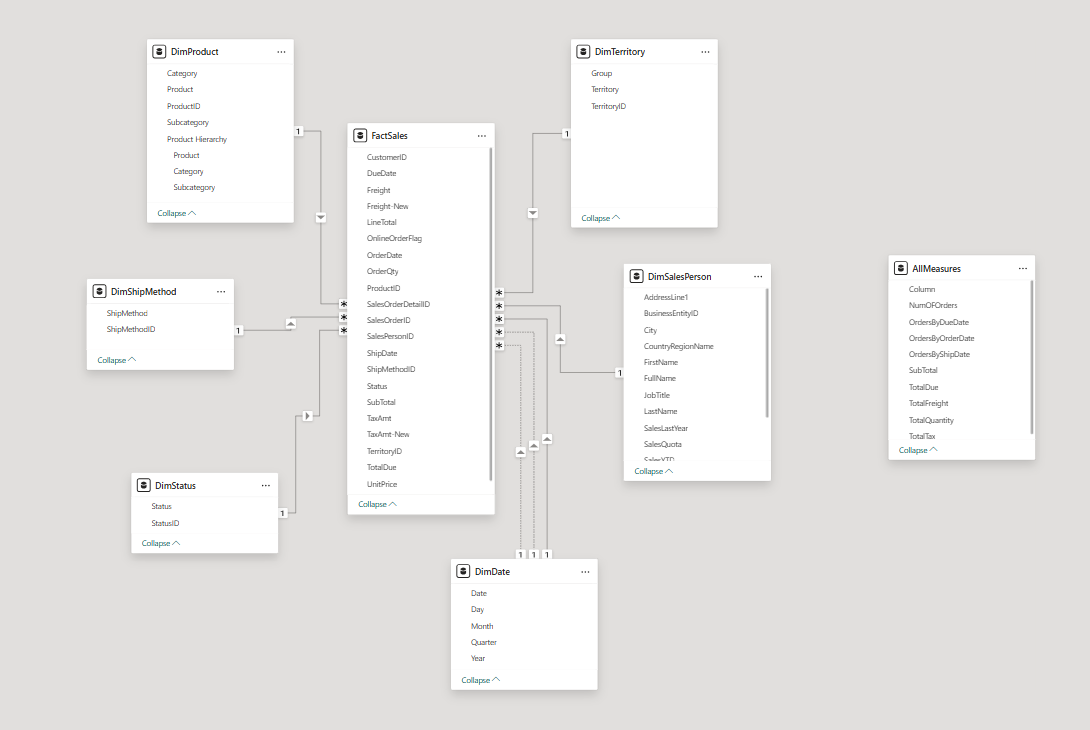 DimProduct
Category
Product
ProductID
Subcategory
Product Hierarchy
Product
Category
Subcategory
Collapse
1
DimTerritory
Group
Territory
TerritoryID
Collapse
1
FactSales
CustomerID
DueDate
Freight
Freight-New
LineTotal
OnlineOrderFlag
OrderDate
OrderQty
ProductID
SalesOrderDetailID
SalesOrderID
SalesPersonID
ShipDate
ShipMethodID
Status
SubTotal
TaxAmt
TaxAmt-New
TerritoryID
TotalDue
UnitPrice
Collapse
*
*
*
*
*
*
*
*
DimShipMethod
ShipMethod
ShipMethodID
Collapse
1
DimSalesPerson
AddressLine1
BusinessEntityID
City
CountryRegionName
FirstName
FullName
JobTitle
LastName
SalesLastYear
SalesQuota
SalesYTD
Collapse
1
AllMeasures
Column
NumOFOrders
OrdersByDueDate
OrdersByOrderDate
OrdersByShipDate
SubTotal
TotalDue
TotalFreight
TotalQuantity
TotalTax
Collapse
DimStatus
Status
StatusID
Collapse
1
1 1 1
DimDate
Date
Day
Month
Quarter
Year
Collapse